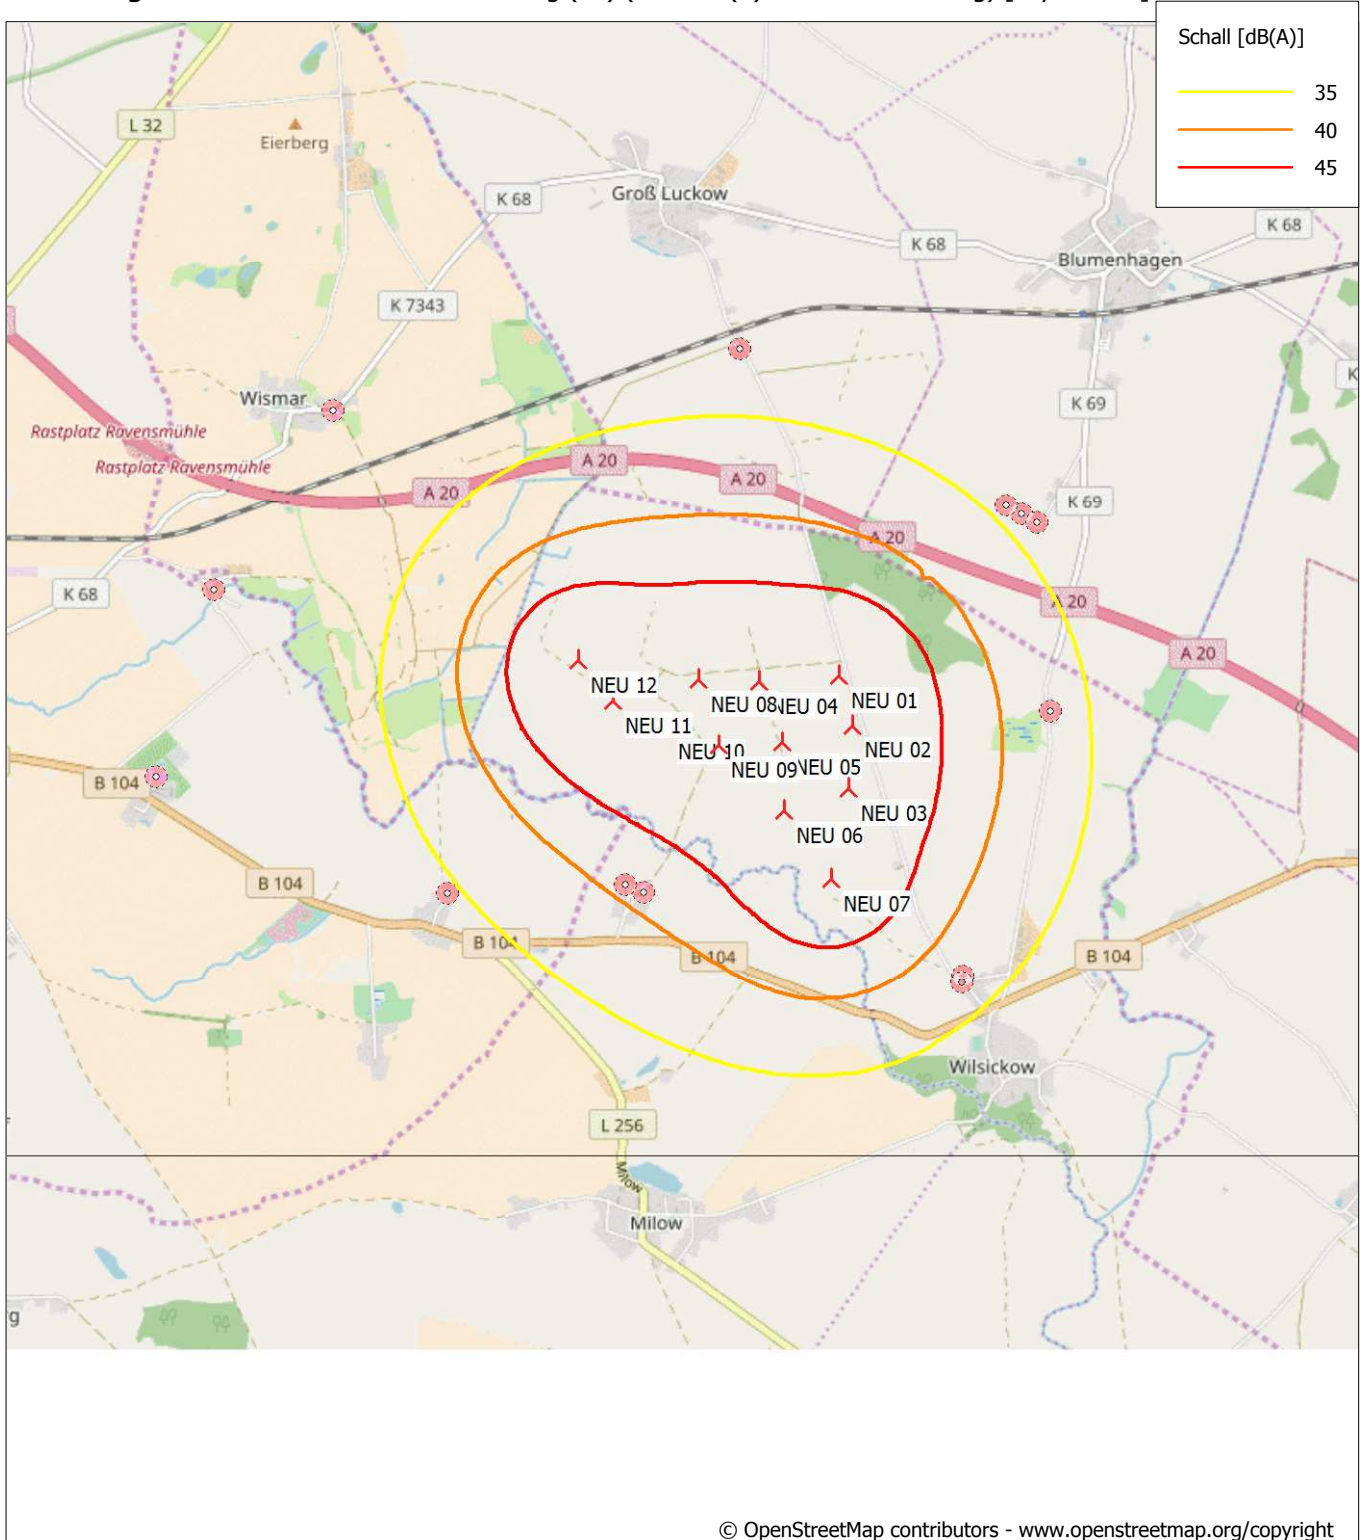 Schall [dB(A)]
35
40
45
L 32
Eierberg
K 68
Groß Luckow
K 68
K 68
Blumenhagen
K 7343
K
Wismar
K 69
Rastplatz Ravensmühle
Rastplatz Ravensmühle
A 20
A 20
A 20
K 69
A 20
K 68
A 20
A 20
NEU 12
NEU 08
NEU 04
NEU 01
NEU 11
NEU 10
NEU 02
NEU 09
NEU 05
B 104
NEU 03
NEU 06
B 104
NEU 07
B 104
B 104
B 104
Wilsickow
L 256
Milow
Milow
g
© OpenStreetMap contributors - www.openstreetmap.org/copyright